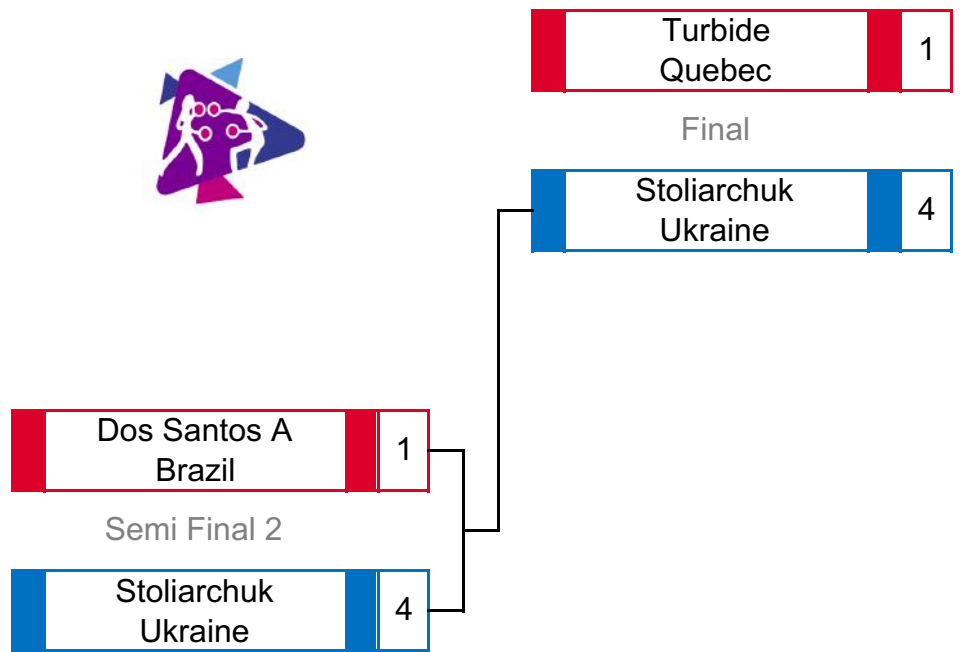 Turbide
Quebec
1
Final
Stoliarchuk
Ukraine
4
Dos Santos A
Brazil
1
Semi Final 2
Stoliarchuk
Ukraine
4